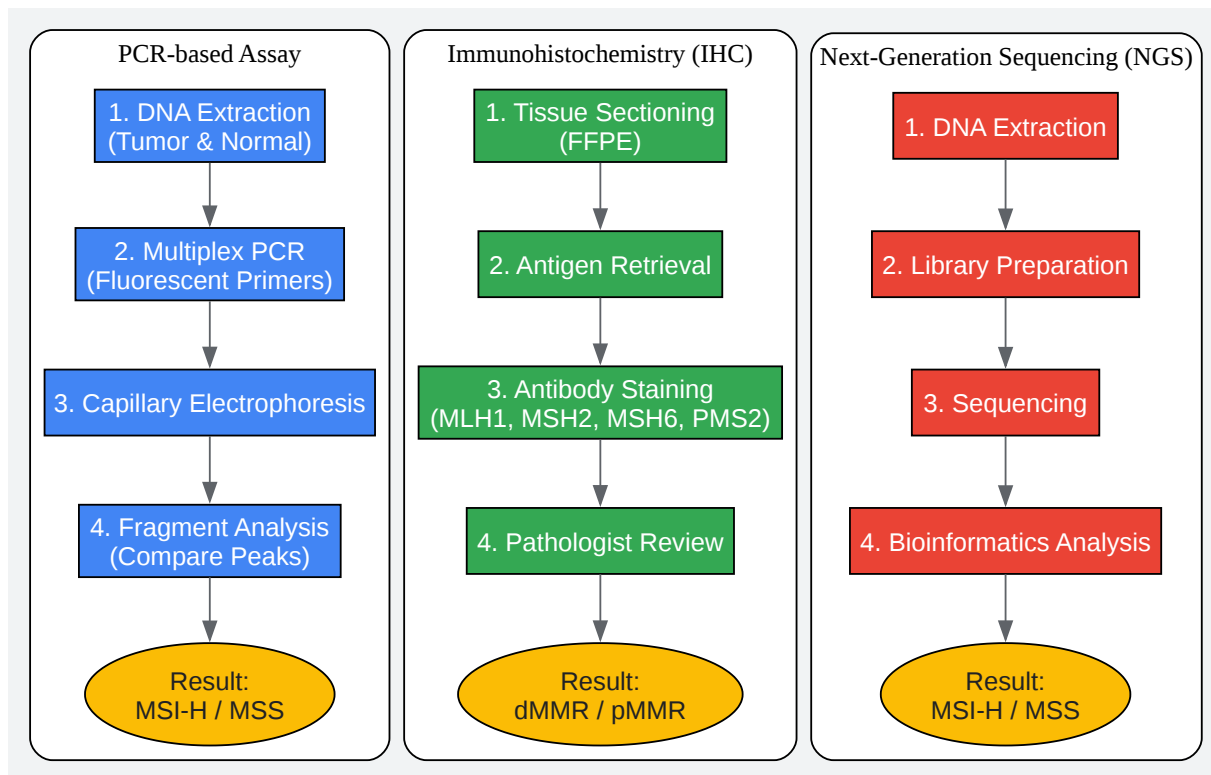 PCR-based Assay
1. DNA Extraction
(Tumor & Normal)
2. Multiplex PCR
(Fluorescent Primers)
3. Capillary Electrophoresis
4. Fragment Analysis
(Compare Peaks)
Result:
MSI-H / MSS
Immunohistochemistry (IHC)
1. Tissue Sectioning
(FFPE)
2. Antigen Retrieval
3. Antibody Staining
(MLH1, MSH2, MSH6, PMS2)
4. Pathologist Review
Result:
dMMR / pMMR
Next-Generation Sequencing (NGS)
1. DNA Extraction
2. Library Preparation
3. Sequencing
4. Bioinformatics Analysis
Result:
MSI-H / MSS